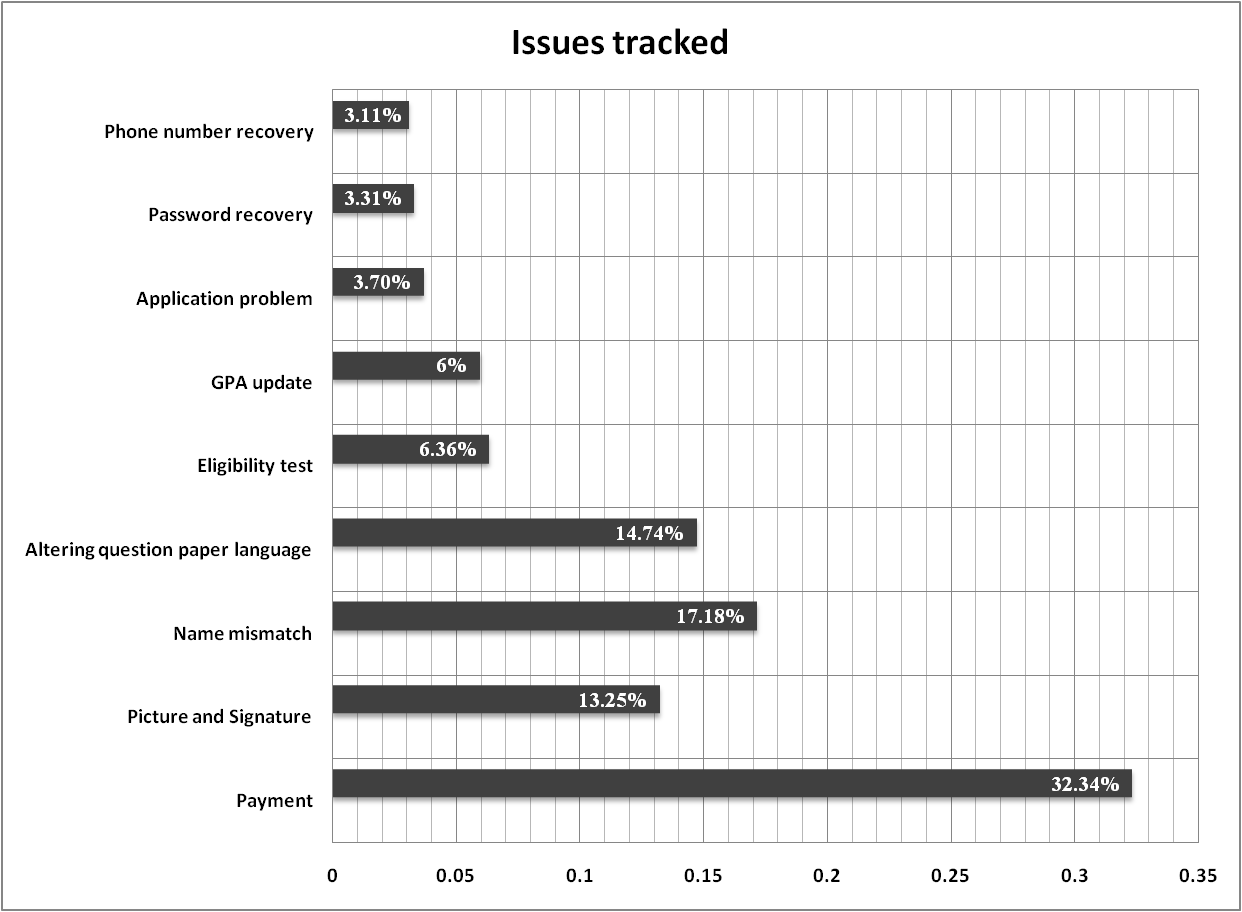 Issues tracked
Phone number recovery 3.11%
Password recovery 3.31%
Application problem 3.70%
GPA update 6%
Eligibility test 6.36%
Altering question paper language 14.74%
Name mismatch 17.18%
Picture and Signature 13.25%
Payment 32.34%
0 0.05 0.1 0.15 0.2 0.25 0.3 0.35